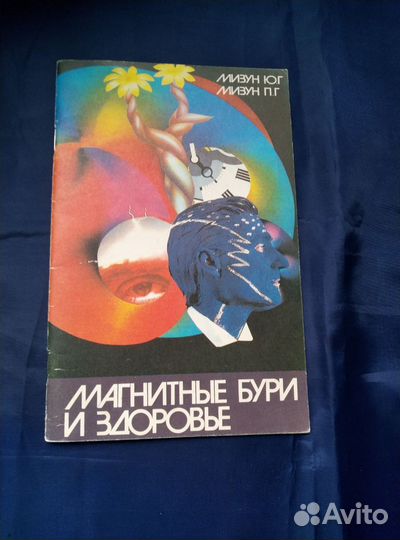 МИЗУН Ю.Г
МИЗУН П.Г
МАГНИТНЫЕ БУРИ
И ЗДОРОВЬЕ
Avito